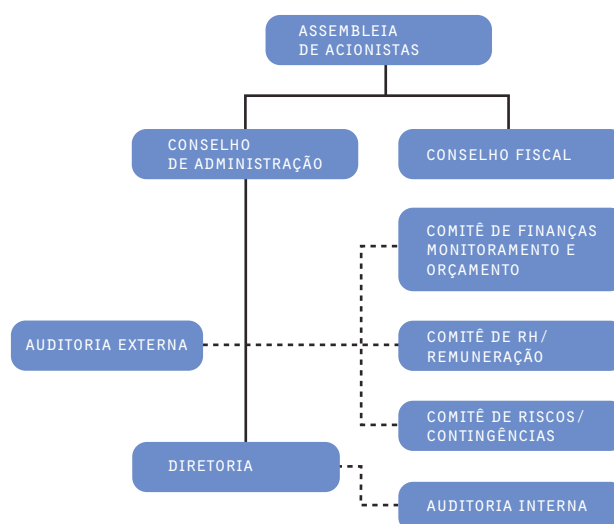 ASSEMBLEIA
DE ACIONISTAS
CONSELHO
DE ADMINISTRAÇÃO
CONSELHO FISCAL
COMITÊ DE FINANÇAS
MONITORAMENTO E
ORÇAMENTO
AUDITORIA EXTERNA
COMITÊ DE RH/
REMUNERAÇÃO
COMITÊ DE RISCOS/
CONTINGÊNCIAS
DIRETORIA
AUDITORIA INTERNA